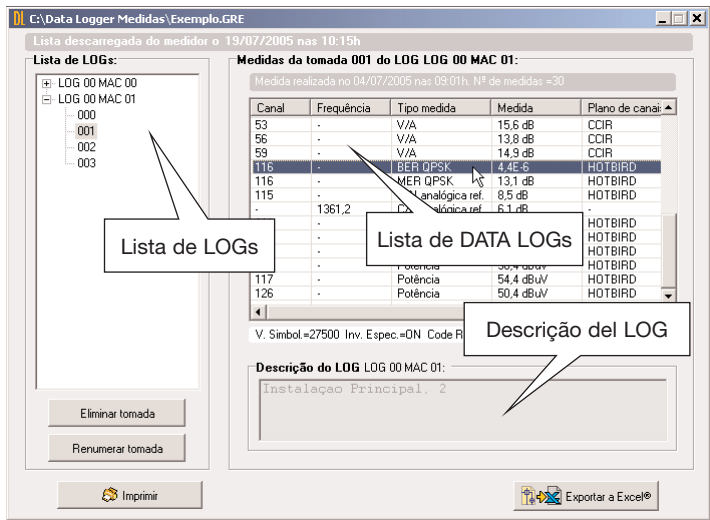 C:\Data Logger Medidas\Exemplo.GRE
Lista descarregada do medidor o 19/07/2005 nas 10:15h
Lista de LOGs:
LOG 00 MAC 00
LOG 00 MAC 01
000
001
002
003
Lista de LOGs
Eliminar tomada
Renumerar tomada
Imprimir
Medidas da tomada 001 do LOG LOG 00 MAC 01:
Medida realizada no 04/07/2005 nas 09:01h. Nª de medidas =30
Canal Frequência Tipo medida Medida Plano de canai
53 - V/A 15,6 dB CCIR
56 - V/A 13,8 dB CCIR
59 - V/A 14,9 dB CCIR
116 - BER QPSK 4,4E-6 HOTBIRD
116 - MER QPSK 13,1 dB HOTBIRD
115 - analógica ref. 8,5 dB HOTBIRD
- 1361,2 analógica ref. 6,1 dB -
HOTBIRD
HOTBIRD
HOTBIRD
- Potência dBuV HOTBIRD
117 - Potência 54,4 dBuV HOTBIRD
126 - Potência 50,4 dBuV HOTBIRD
Lista de DATA LOGs
V. Simbol.=27500 Inv. Espec.=ON Code R
Descrição del LOG
Descrição do LOG LOG 00 MAC 01:
Instalaçao Principal. 2
Exportar a Excel®